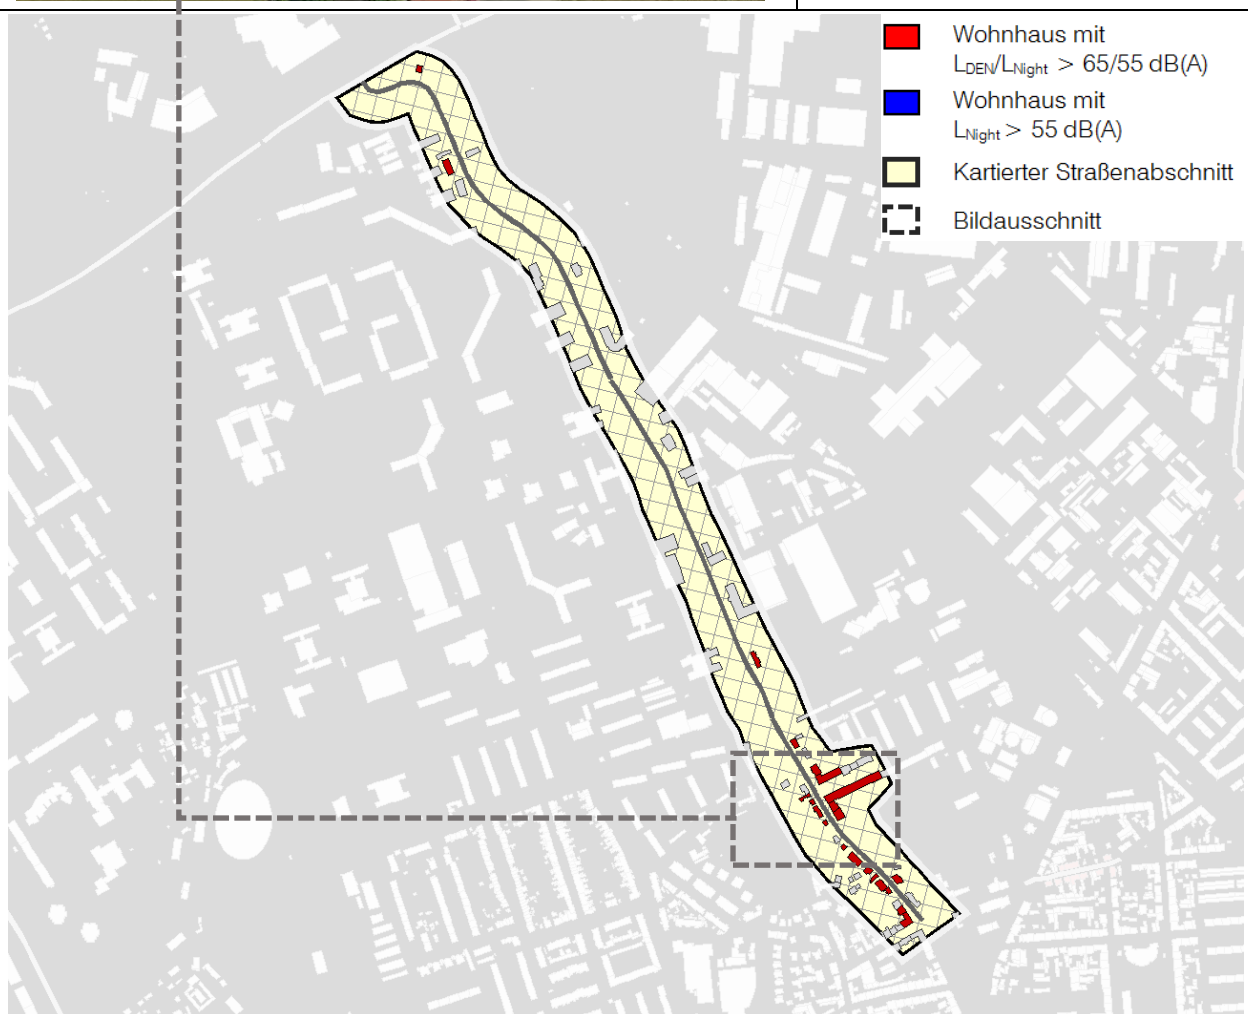 Wohnhaus mit
LDEN/LNight > 65/55 dB(A)
Wohnhaus mit
LNight > 55 dB(A)
Kartierter Straßenabschnitt
Bildausschnitt